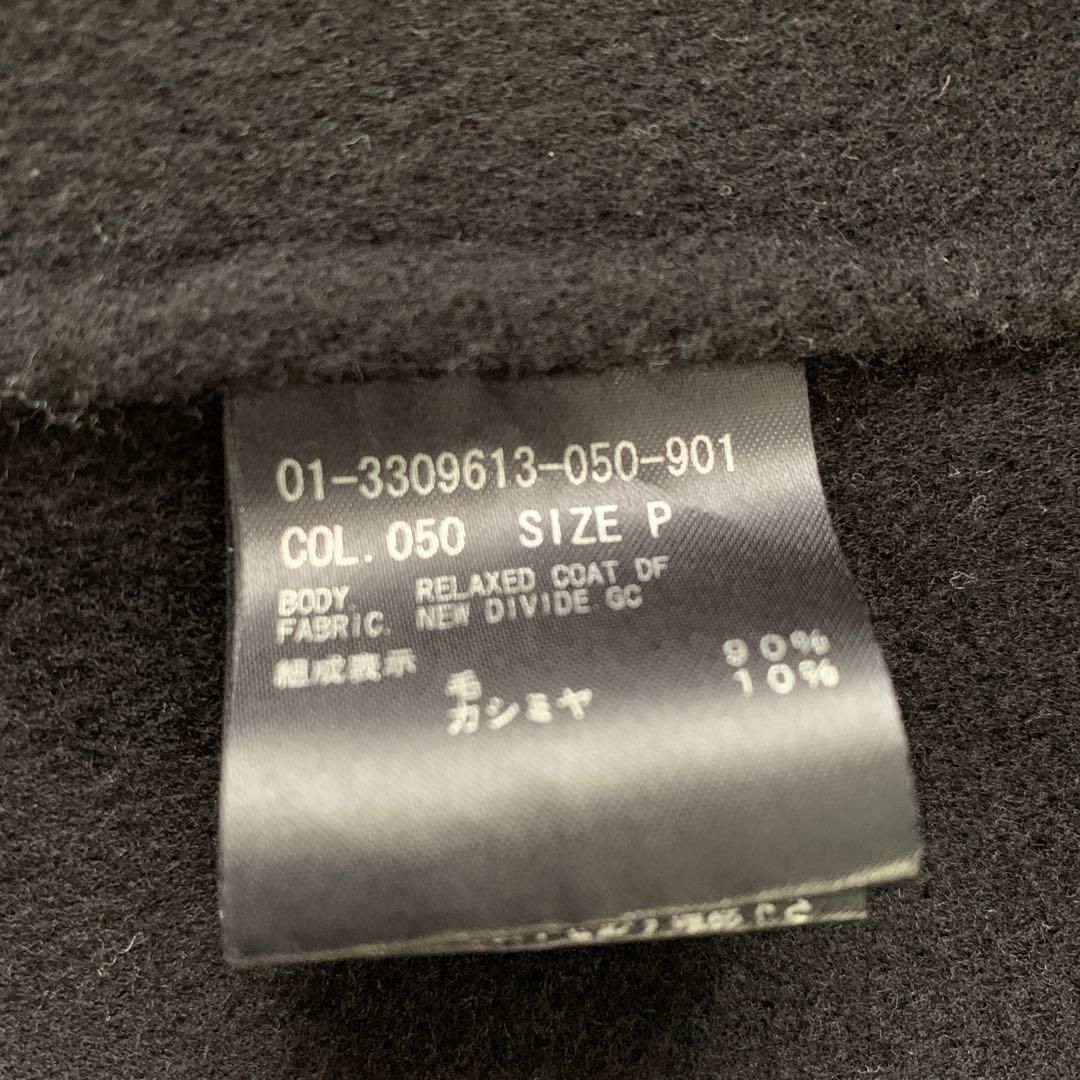 01-3309613-050-901
COL. 050 SIZE P
BODY. RELAXED COAT DF
FABRIC. NEW DIVIDE GC
組成表示
毛 90%
カシミヤ 10%